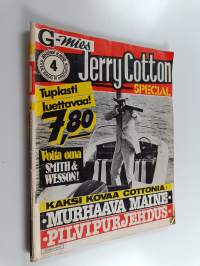 G-mies
4
Jerry Cotton
SPECIAL
Tuplasti
luettavaa!
7,80
Voita oma
SMITH &
WESSON!
KAKSI KOVAA COTTONIA:
•MURHAAVA MAINE•
•PILVIPURJEHDUS•